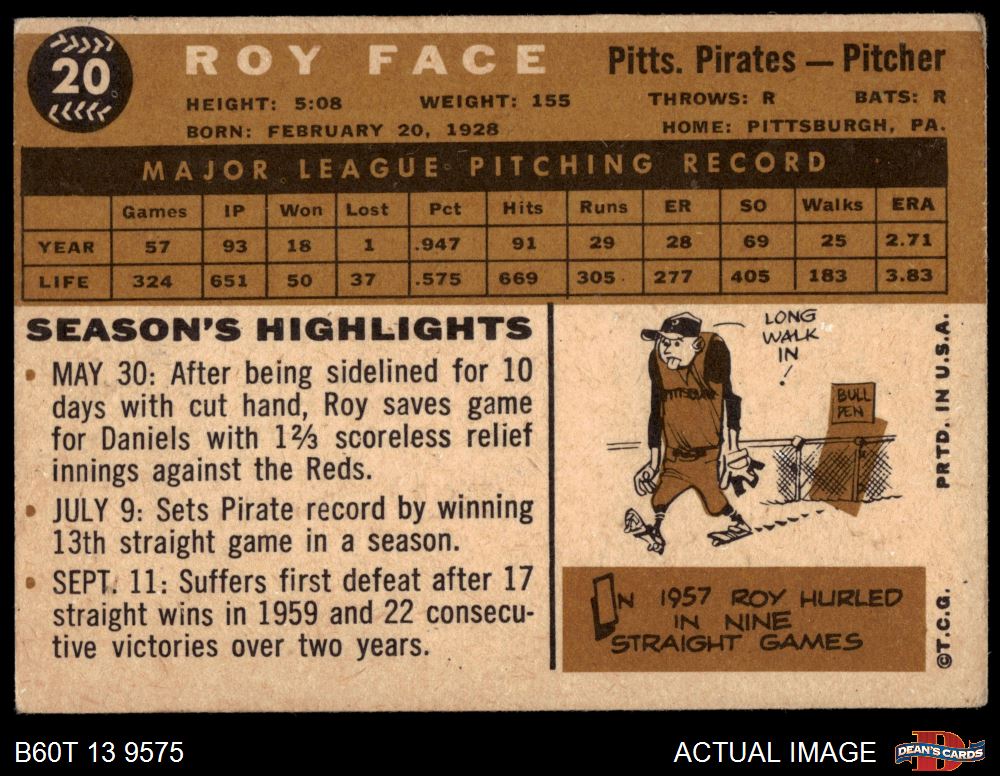 20
ROY FACE
Pitts. Pirates — Pitcher
HEIGHT: 5:08 WEIGHT: 155 THROWS: R BATS: R
BORN: FEBRUARY 20, 1928 HOME: PITTSBURGH, PA.
MAJOR LEAGUE PITCHING RECORD
Games IP Won Lost Pct Hits Runs ER SO Walks ERA
YEAR 57 93 18 1 .947 91 29 28 69 25 2.71
LIFE 324 651 50 37 .575 669 305 277 405 183 3.83
SEASON'S HIGHLIGHTS
• MAY 30: After being sidelined for 10
days with cut hand, Roy saves game
for Daniels with 1⅔ scoreless relief
innings against the Reds.
• JULY 9: Sets Pirate record by winning
13th straight game in a season.
• SEPT. 11: Suffers first defeat after 17
straight wins in 1959 and 22 consecu-
tive victories over two years.
LONG
WALK
IN
!
BULL
PEN
PITTSBURGH
IN 1957 ROY HURLED
IN NINE
STRAIGHT GAMES
PRTD. IN U.S.A.
©T.C.G.
B60T 13 9575
ACTUAL IMAGE
DEAN'S CARDS